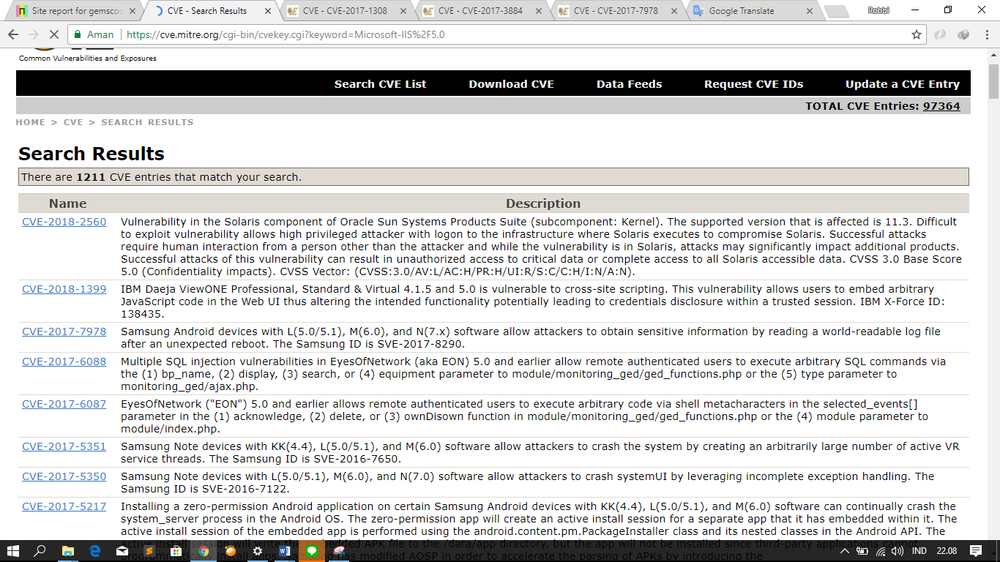 Site report for gemscoc
CVE - Search Results
CVE - CVE-2017-1308
CVE - CVE-2017-3884
CVE - CVE-2017-7978
Google Translate
Robbi
Aman
https://cve.mitre.org/cgi-bin/cvekey.cgi?keyword=Microsoft-IIS%2F5.0
Common Vulnerabilities and Exposures
Search CVE List Download CVE Data Feeds Request CVE IDs Update a CVE Entry
TOTAL CVE Entries: 97364
HOME > CVE > SEARCH RESULTS
Search Results
There are 1211 CVE entries that match your search.
Name Description
CVE-2018-2560 Vulnerability in the Solaris component of Oracle Sun Systems Products Suite (subcomponent: Kernel). The supported version that is affected is 11.3. Difficult
to exploit vulnerability allows high privileged attacker with logon to the infrastructure where Solaris executes to compromise Solaris. Successful attacks
require human interaction from a person other than the attacker and while the vulnerability is in Solaris, attacks may significantly impact additional products.
Successful attacks of this vulnerability can result in unauthorized access to critical data or complete access to all Solaris accessible data. CVSS 3.0 Base Score
5.0 (Confidentiality impacts). CVSS Vector: (CVSS:3.0/AV:L/AC:H/PR:H/UI:R/S:C/C:H/I:N/A:N).
CVE-2018-1399 IBM Daeja ViewONE Professional, Standard & Virtual 4.1.5 and 5.0 is vulnerable to cross-site scripting. This vulnerability allows users to embed arbitrary
JavaScript code in the Web UI thus altering the intended functionality potentially leading to credentials disclosure within a trusted session. IBM X-Force ID:
138435.
CVE-2017-7978 Samsung Android devices with L(5.0/5.1), M(6.0), and N(7.x) software allow attackers to obtain sensitive information by reading a world-readable log file
after an unexpected reboot. The Samsung ID is SVE-2017-8290.
CVE-2017-6088 Multiple SQL injection vulnerabilities in EyesOfNetwork (aka EON) 5.0 and earlier allow remote authenticated users to execute arbitrary SQL commands via
the (1) bp_name, (2) display, (3) search, or (4) equipment parameter to module/monitoring_ged/ged_functions.php or the (5) type parameter to
monitoring_ged/ajax.php.
CVE-2017-6087 EyesOfNetwork ("EON") 5.0 and earlier allows remote authenticated users to execute arbitrary code via shell metacharacters in the selected_events[]
parameter in the (1) acknowledge, (2) delete, or (3) ownDisown function in module/monitoring_ged/ged_functions.php or the (4) module parameter to
module/index.php.
CVE-2017-5351 Samsung Note devices with KK(4.4), L(5.0/5.1), and M(6.0) software allow attackers to crash the system by creating an arbitrarily large number of active VR
service threads. The Samsung ID is SVE-2016-7650.
CVE-2017-5350 Samsung Note devices with L(5.0/5.1), M(6.0), and N(7.0) software allow attackers to crash systemUI by leveraging incomplete exception handling. The
Samsung ID is SVE-2016-7122.
CVE-2017-5217 Installing a zero-permission Android application on certain Samsung Android devices with KK(4.4), L(5.0/5.1), and M(6.0) software can continually crash the
system_server process in the Android OS. The zero-permission app will create an active install session for a separate app that it has embedded within it. The
active install session of the embedded app is performed using the android.content.pm.PackageInstaller class and its nested classes in the Android API. The
active install session will write the embedded APK file to the /data/app directory, but the app will not be installed since third-party applications cannot
programmatically install apps. Samsung has modified AOSP in order to accelerate the parsing of APKs by introducing the
IND 22.08